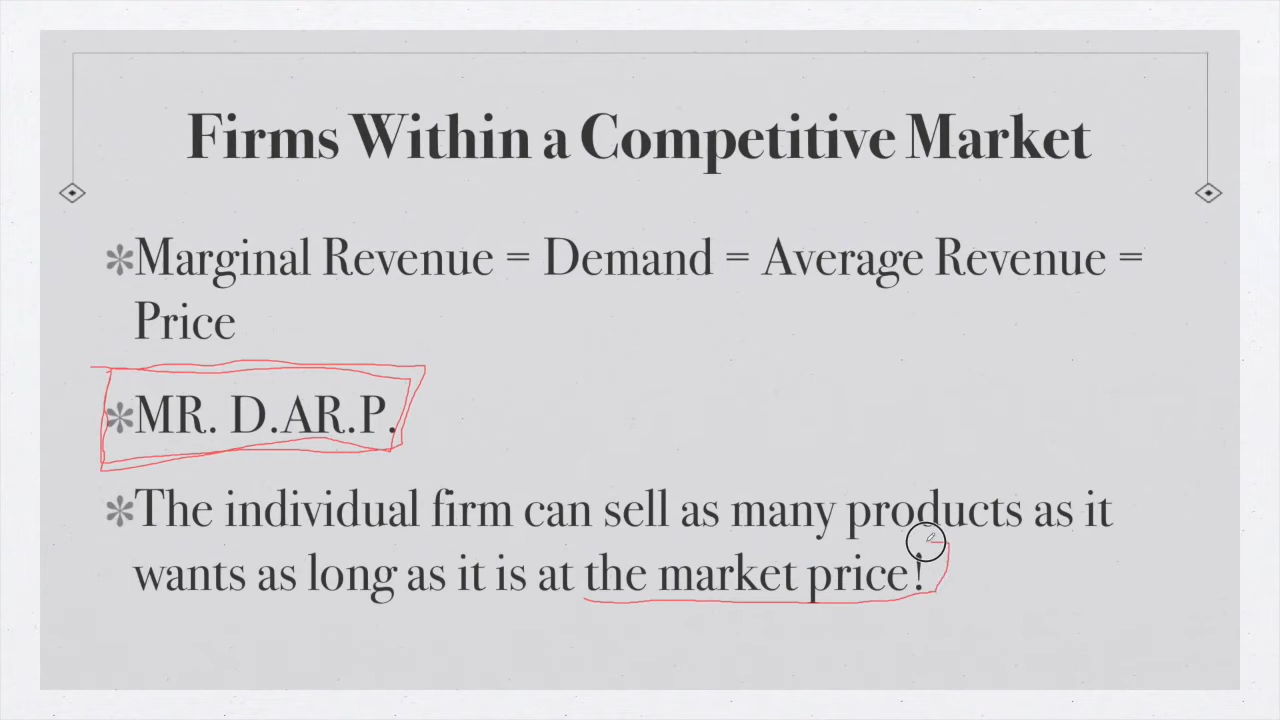 Firms Within a Competitive Market
✻Marginal Revenue = Demand = Average Revenue =
Price
✻MR. D.AR.P.
✻The individual firm can sell as many products as it
wants as long as it is at the market price!